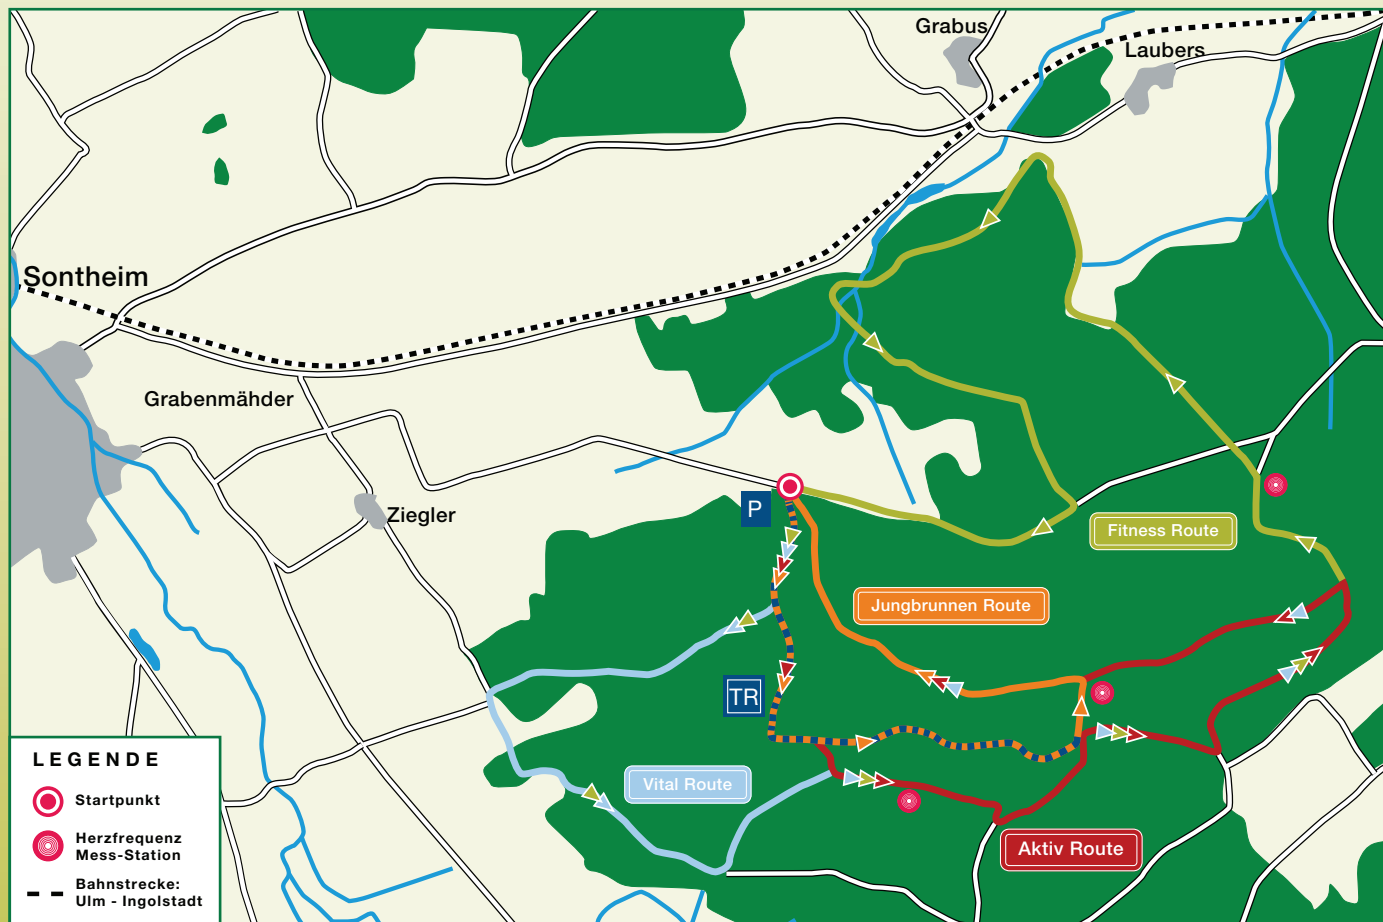 Grabus
Laubers
Sontheim
Grabenmähder
P
Ziegler
Fitness Route
Jungbrunnen Route
TR
Vital Route
Aktiv Route
LEGENDE
Startpunkt
Herzfrequenz
Mess-Station
Bahnstrecke:
Ulm - Ingolstadt